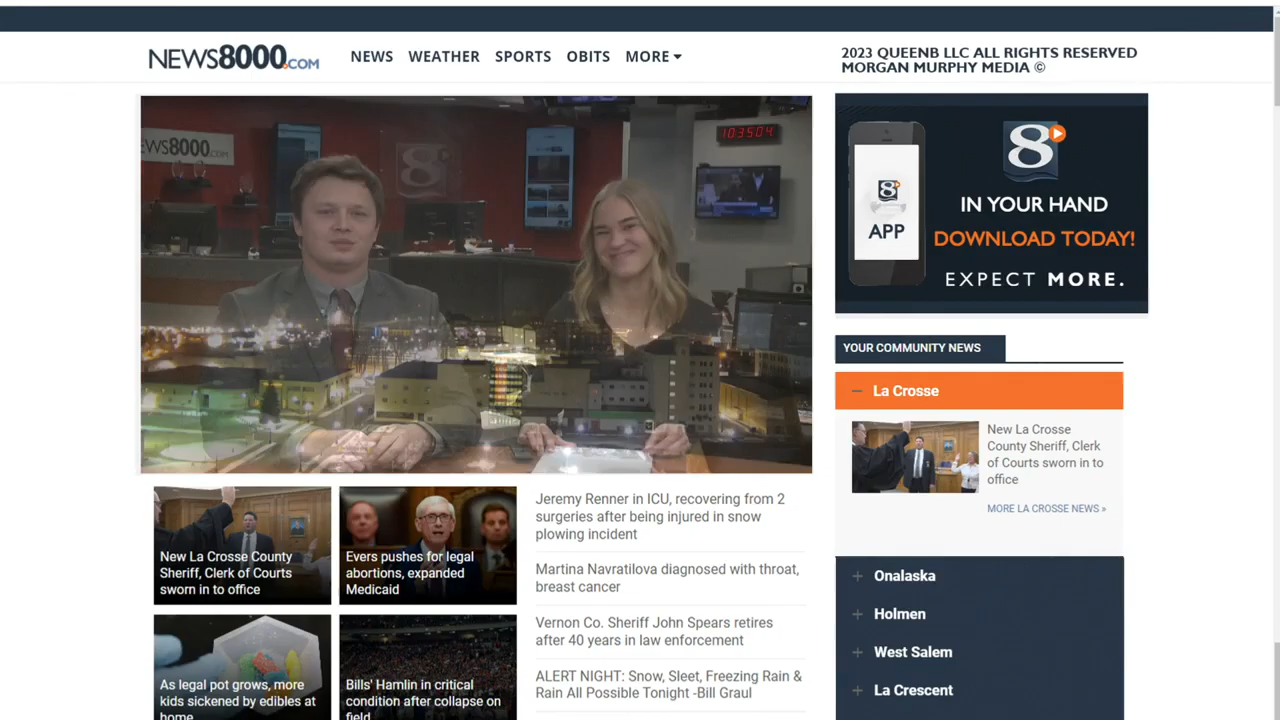 NEWS8000.COM
NEWS
WEATHER
SPORTS
OBITS
MORE
2023 QUEENB LLC ALL RIGHTS RESERVED
MORGAN MURPHY MEDIA ©
EWS8000.COM
103504
8
8
8
APP
IN YOUR HAND
DOWNLOAD TODAY!
EXPECT MORE.
New La Crosse County
Sheriff, Clerk of Courts
sworn in to office
Evers pushes for legal
abortions, expanded
Medicaid
As legal pot grows, more
kids sickened by edibles at
home
Bills' Hamlin in critical
condition after collapse on
field
Jeremy Renner in ICU, recovering from 2
surgeries after being injured in snow
plowing incident
Martina Navratilova diagnosed with throat,
breast cancer
Vernon Co. Sheriff John Spears retires
after 40 years in law enforcement
ALERT NIGHT: Snow, Sleet, Freezing Rain &
Rain All Possible Tonight -Bill Graul
YOUR COMMUNITY NEWS
La Crosse
New La Crosse
County Sheriff, Clerk
of Courts sworn in to
office
MORE LA CROSSE NEWS »
Onalaska
Holmen
West Salem
La Crescent